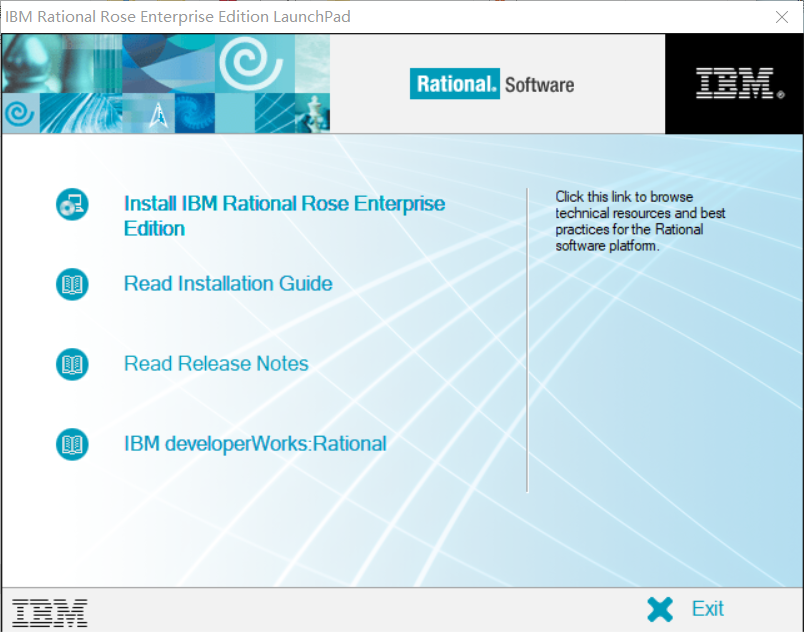 IBM Rational Rose Enterprise Edition LaunchPad
Rational. Software
IBM®
Install IBM Rational Rose Enterprise
Edition
Read Installation Guide
Read Release Notes
IBM developerWorks:Rational
Click this link to browse
technical resources and best
practices for the Rational
software platform.
IBM
Exit